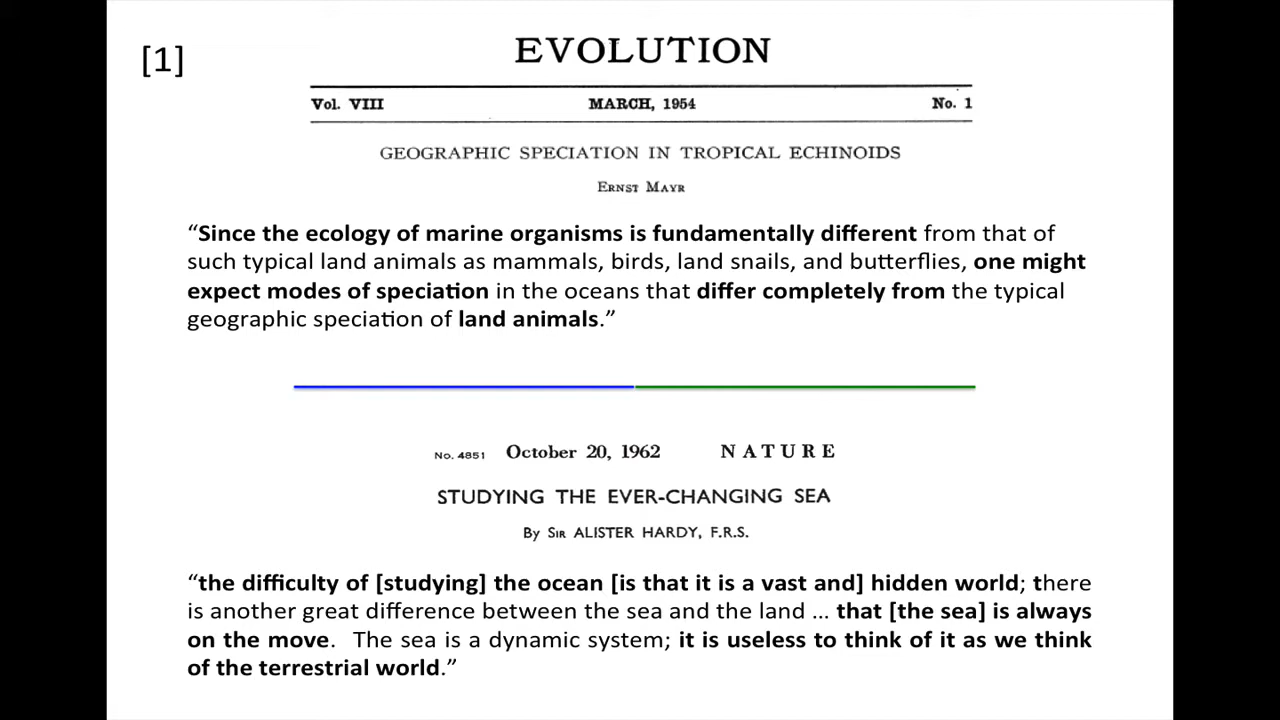 [1]
EVOLUTION
Vol. VIII MARCH, 1954 No. 1
GEOGRAPHIC SPECIATION IN TROPICAL ECHINOIDS
ERNST MAYR
“Since the ecology of marine organisms is fundamentally different from that of
such typical land animals as mammals, birds, land snails, and butterflies, one might
expect modes of speciation in the oceans that differ completely from the typical
geographic speciation of land animals.”
No. 4851 October 20, 1962 NATURE
STUDYING THE EVER-CHANGING SEA
By SIR ALISTER HARDY, F.R.S.
“the difficulty of [studying] the ocean [is that it is a vast and] hidden world; there
is another great difference between the sea and the land ... that [the sea] is always
on the move. The sea is a dynamic system; it is useless to think of it as we think
of the terrestrial world.”